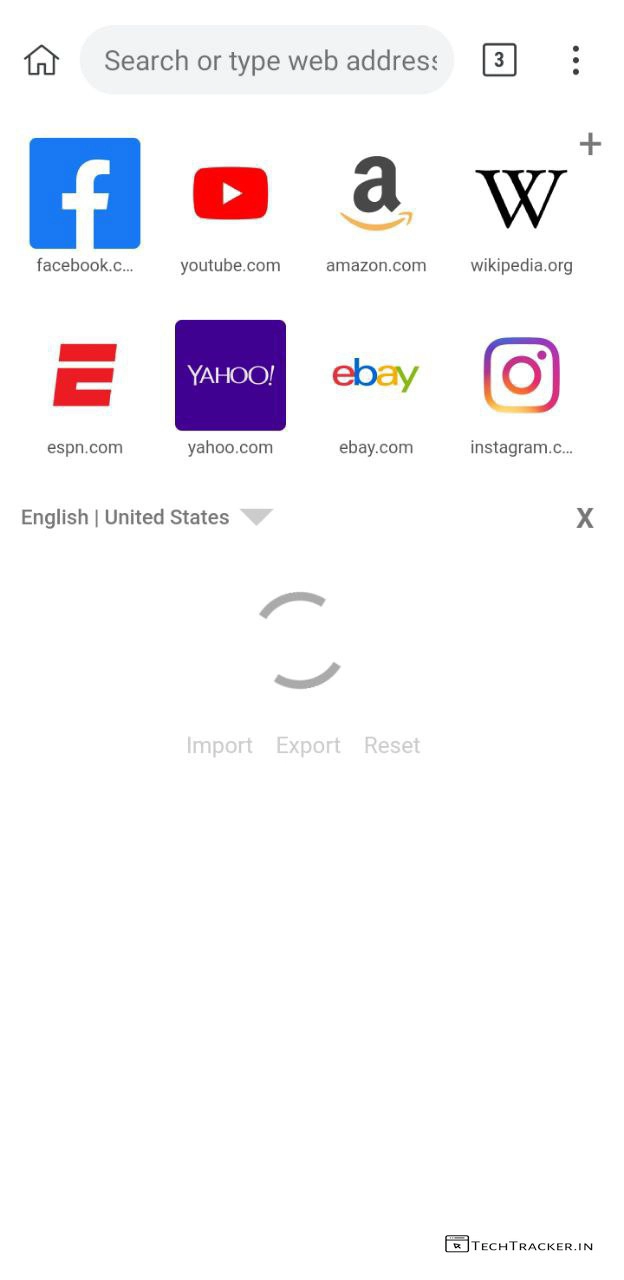 Search or type web address
3
facebook.c...
youtube.com
a
amazon.com
W
wikipedia.org
E
espn.com
YAHOO!
yahoo.com
ebay
ebay.com
instagram.c...
English | United States
X
Import Export Reset
TECHTRACKER.IN